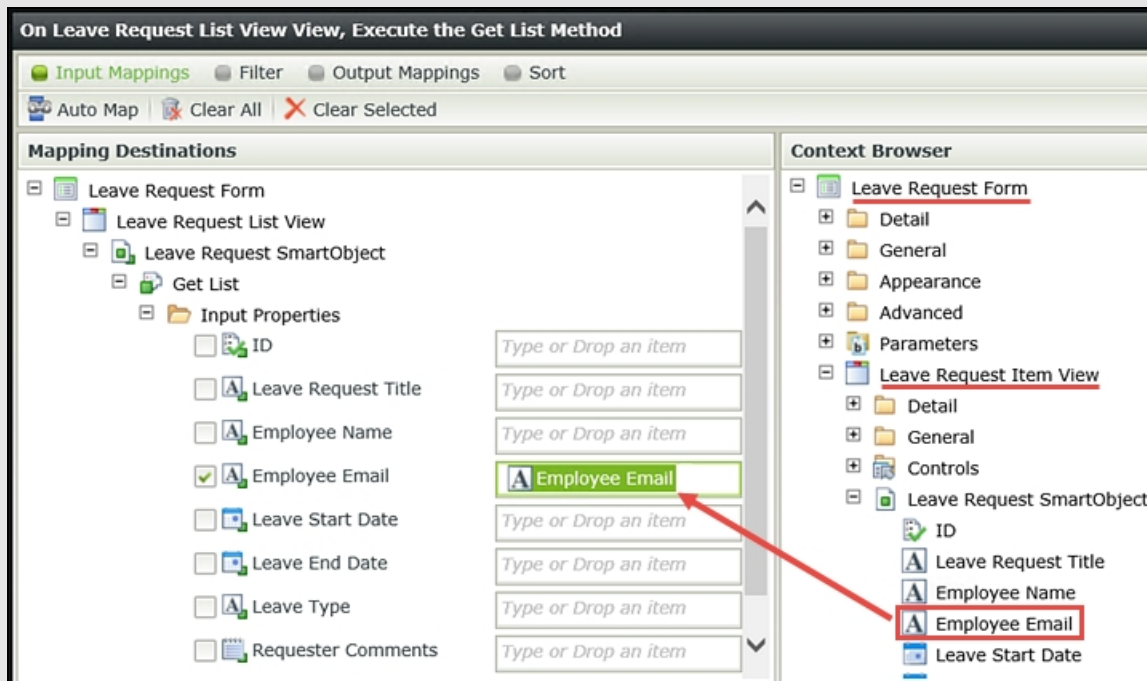 On Leave Request List View View, Execute the Get List Method
Input Mappings Filter Output Mappings Sort
Auto Map Clear All Clear Selected
Mapping Destinations
Leave Request Form
Leave Request List View
Leave Request SmartObject
Get List
Input Properties
ID Type or Drop an item
Leave Request Title Type or Drop an item
Employee Name Type or Drop an item
Employee Email A Employee Email
Leave Start Date Type or Drop an item
Leave End Date Type or Drop an item
Leave Type Type or Drop an item
Requester Comments Type or Drop an item
Context Browser
Leave Request Form
Detail
General
Appearance
Advanced
Parameters
Leave Request Item View
Detail
General
Controls
Leave Request SmartObject
ID
A Leave Request Title
A Employee Name
A Employee Email
Leave Start Date